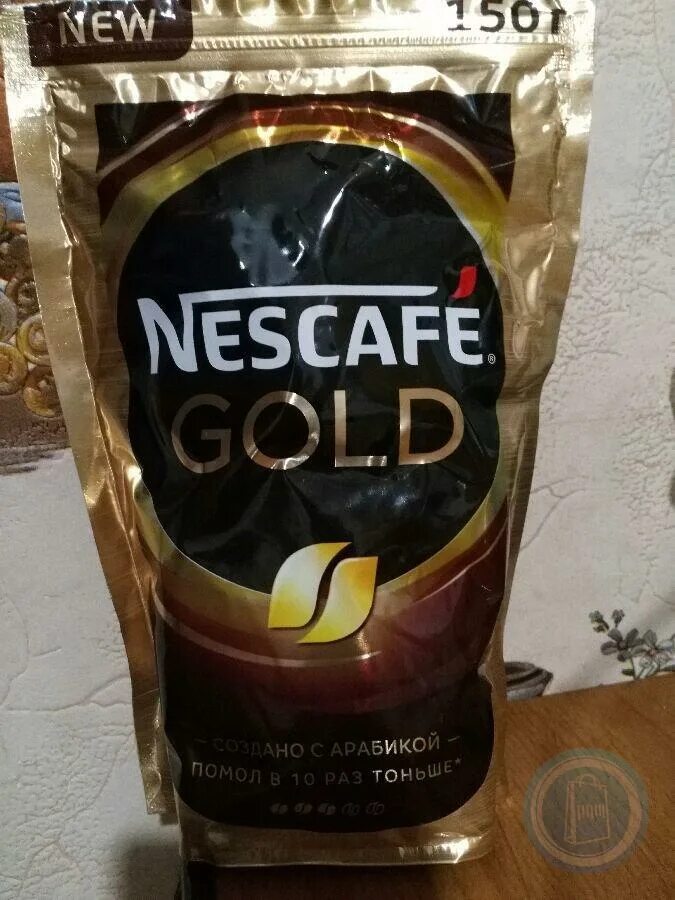 NEW
150г
NESCAFÉ®
GOLD
— СОЗДАНО С АРАБИКОЙ —
ПОМОЛ В 10 РАЗ ТОНЬШЕ*